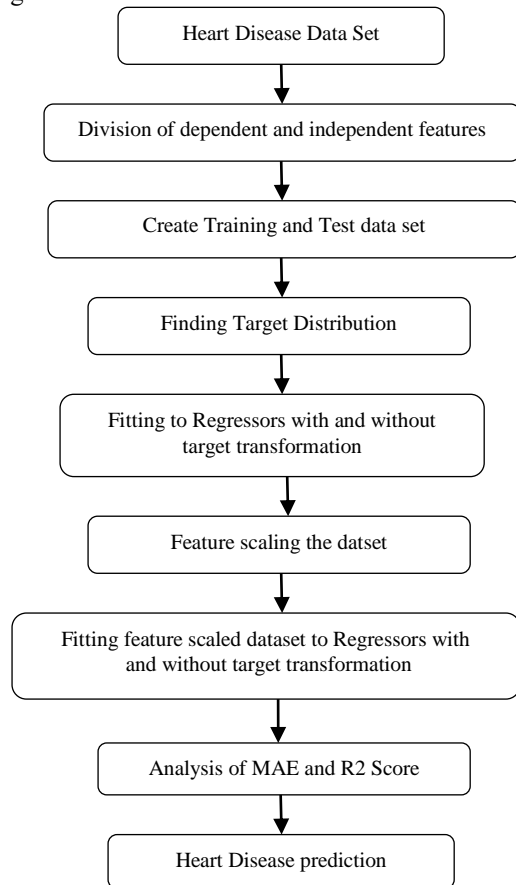 g
Heart Disease Data Set
Division of dependent and independent features
Create Training and Test data set
Finding Target Distribution
Fitting to Regressors with and without
target transformation
Feature scaling the datset
Fitting feature scaled dataset to Regressors with
and without target transformation
Analysis of MAE and R2 Score
Heart Disease prediction